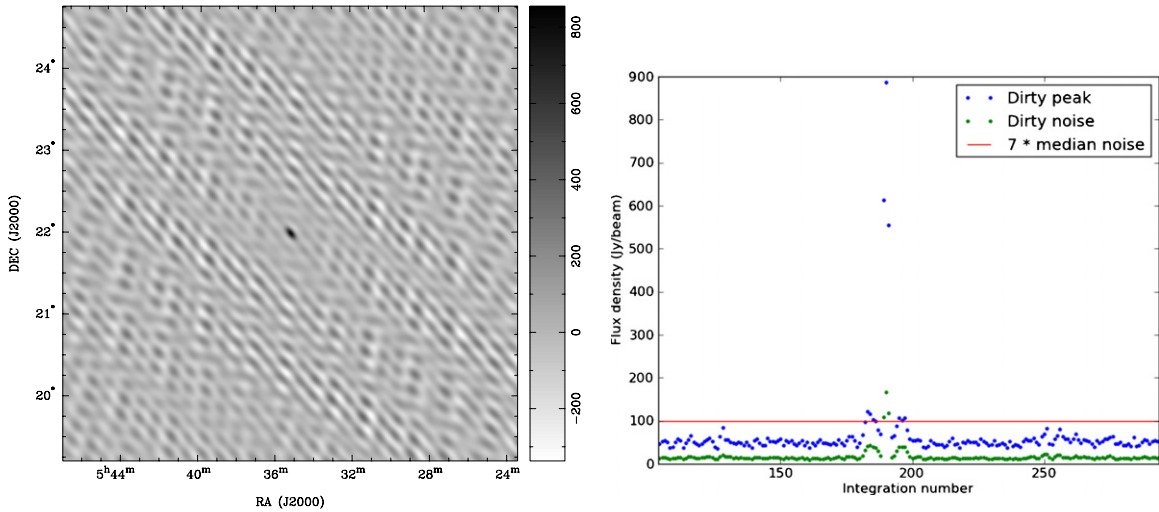 24°
23°
22°
21°
20°
DEC (J2000)
5ʰ44ᵐ 40ᵐ 36ᵐ 32ᵐ 28ᵐ 24ᵐ
RA (J2000)
800
600
400
200
0
−200
900
800
700
600
500
400
300
200
100
0
Flux density (Jy/beam)
Dirty peak
Dirty noise
7 * median noise
150 200 250
Integration number